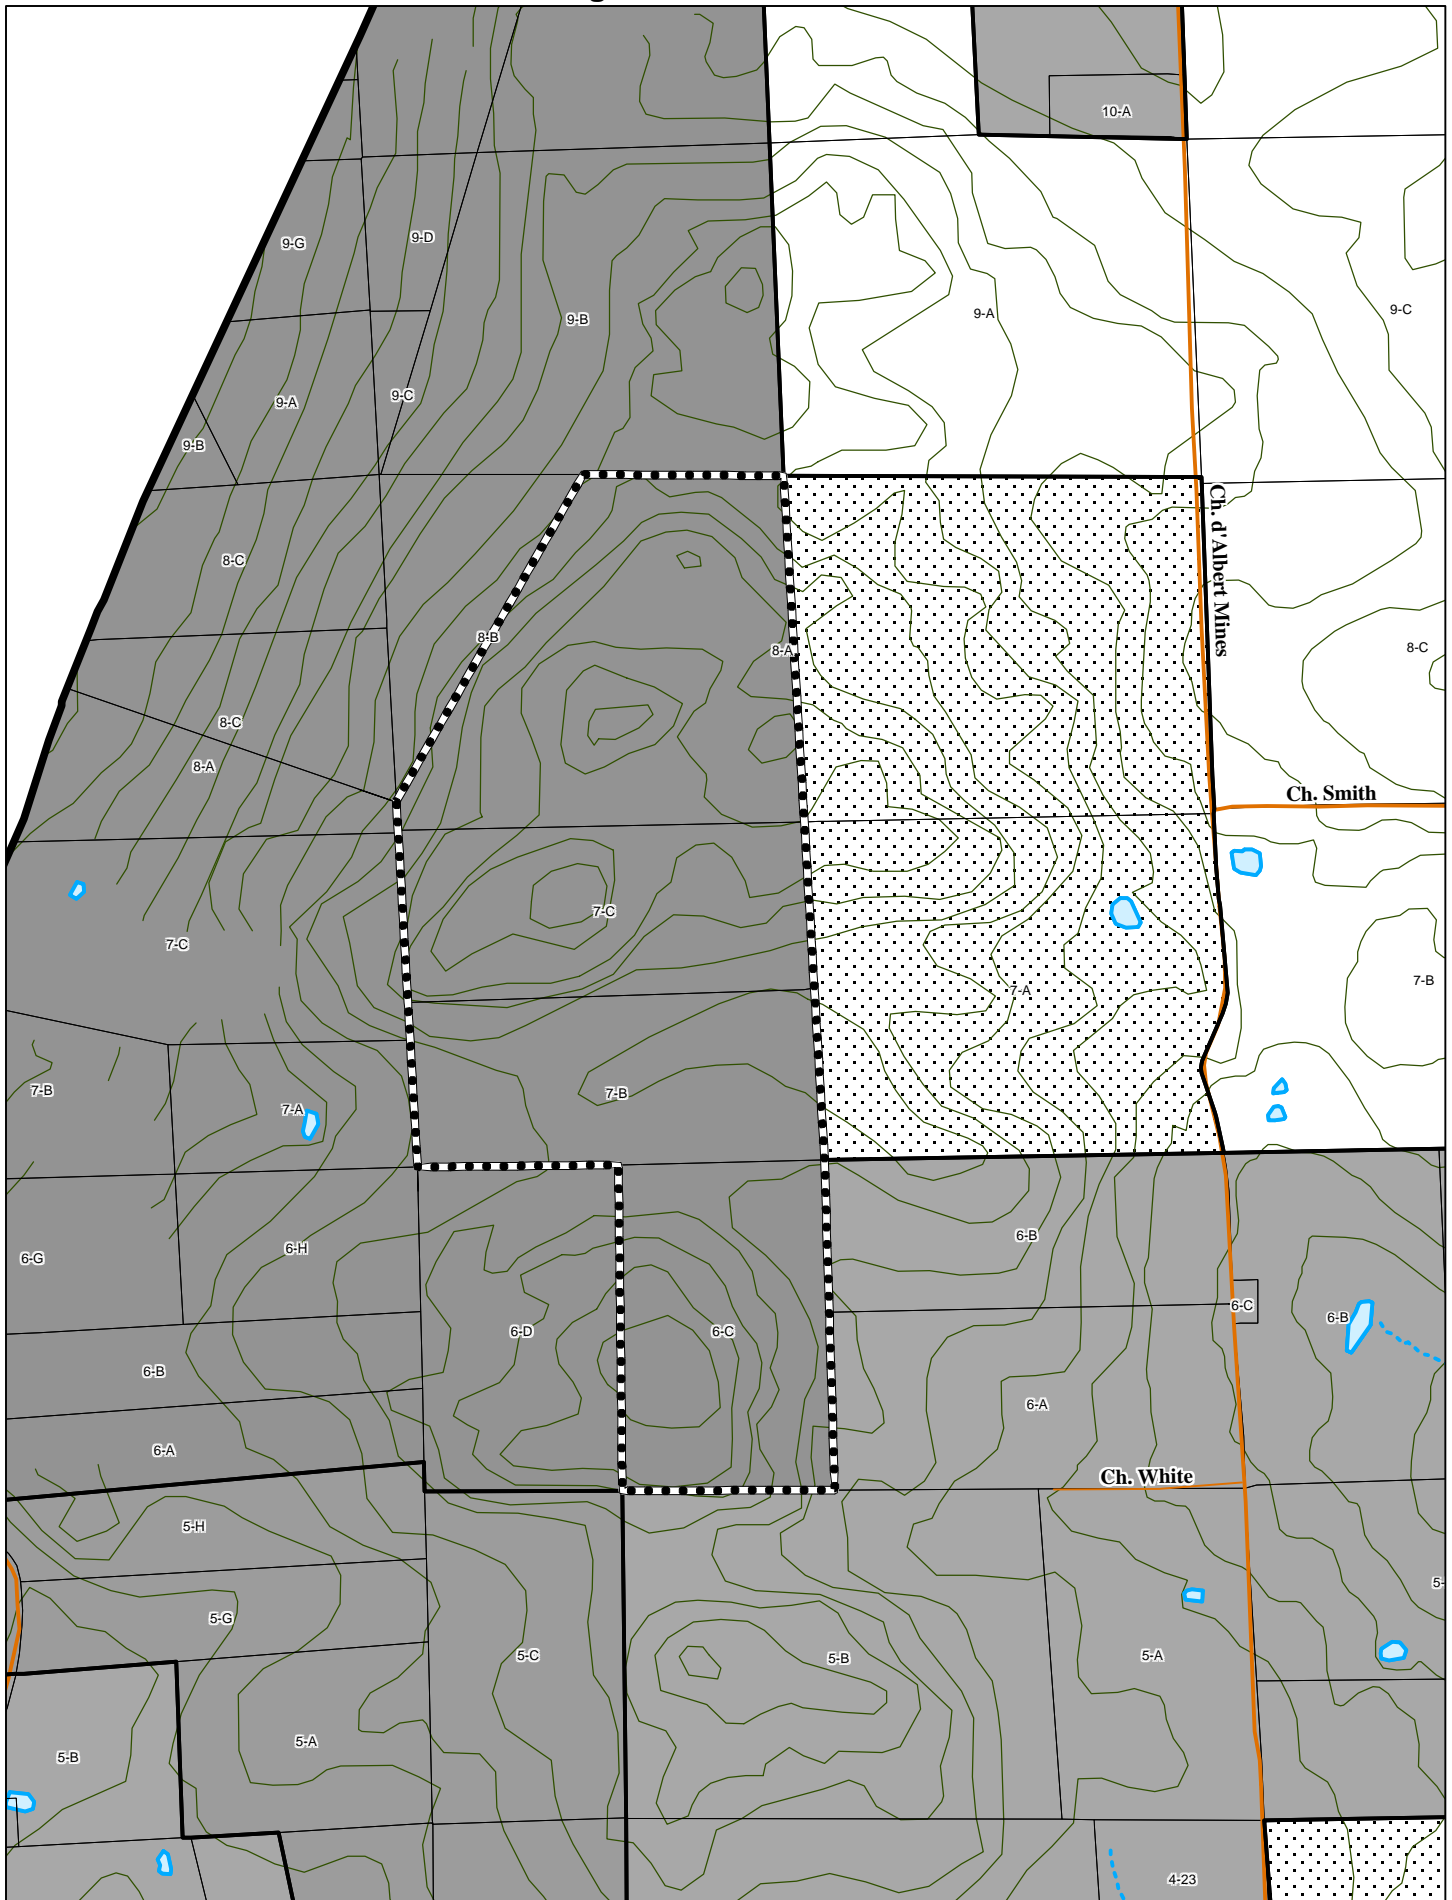 10-A
9-G
9-D
9-B
9-A
9-C
9-A
9-C
9-B
Ch. d'Albert Mines
8-C
8-B
8-A
8-C
8-C
8-A
Ch. Smith
7-C
7-C
7-A
7-B
7-B
7-B
7-A
6-B
6-G
6-H
6-C
6-B
6-D
6-C
6-B
6-A
6-A
Ch. White
5-H
5-
5-G
5-C
5-B
5-A
5-A
5-B
4-23